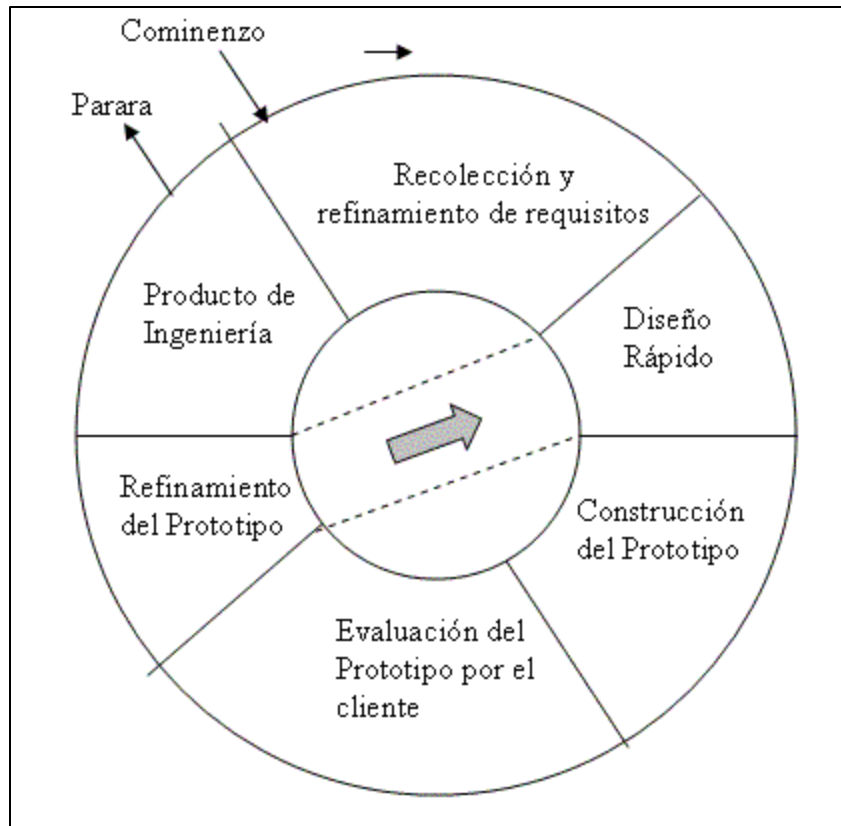 Cominenzo
Parara
Recolección y
refinamiento de requisitos
Producto de
Ingeniería
Diseño
Rápido
Refinamiento
del Prototipo
Construcción
del Prototipo
Evaluación del
Prototipo por el
cliente